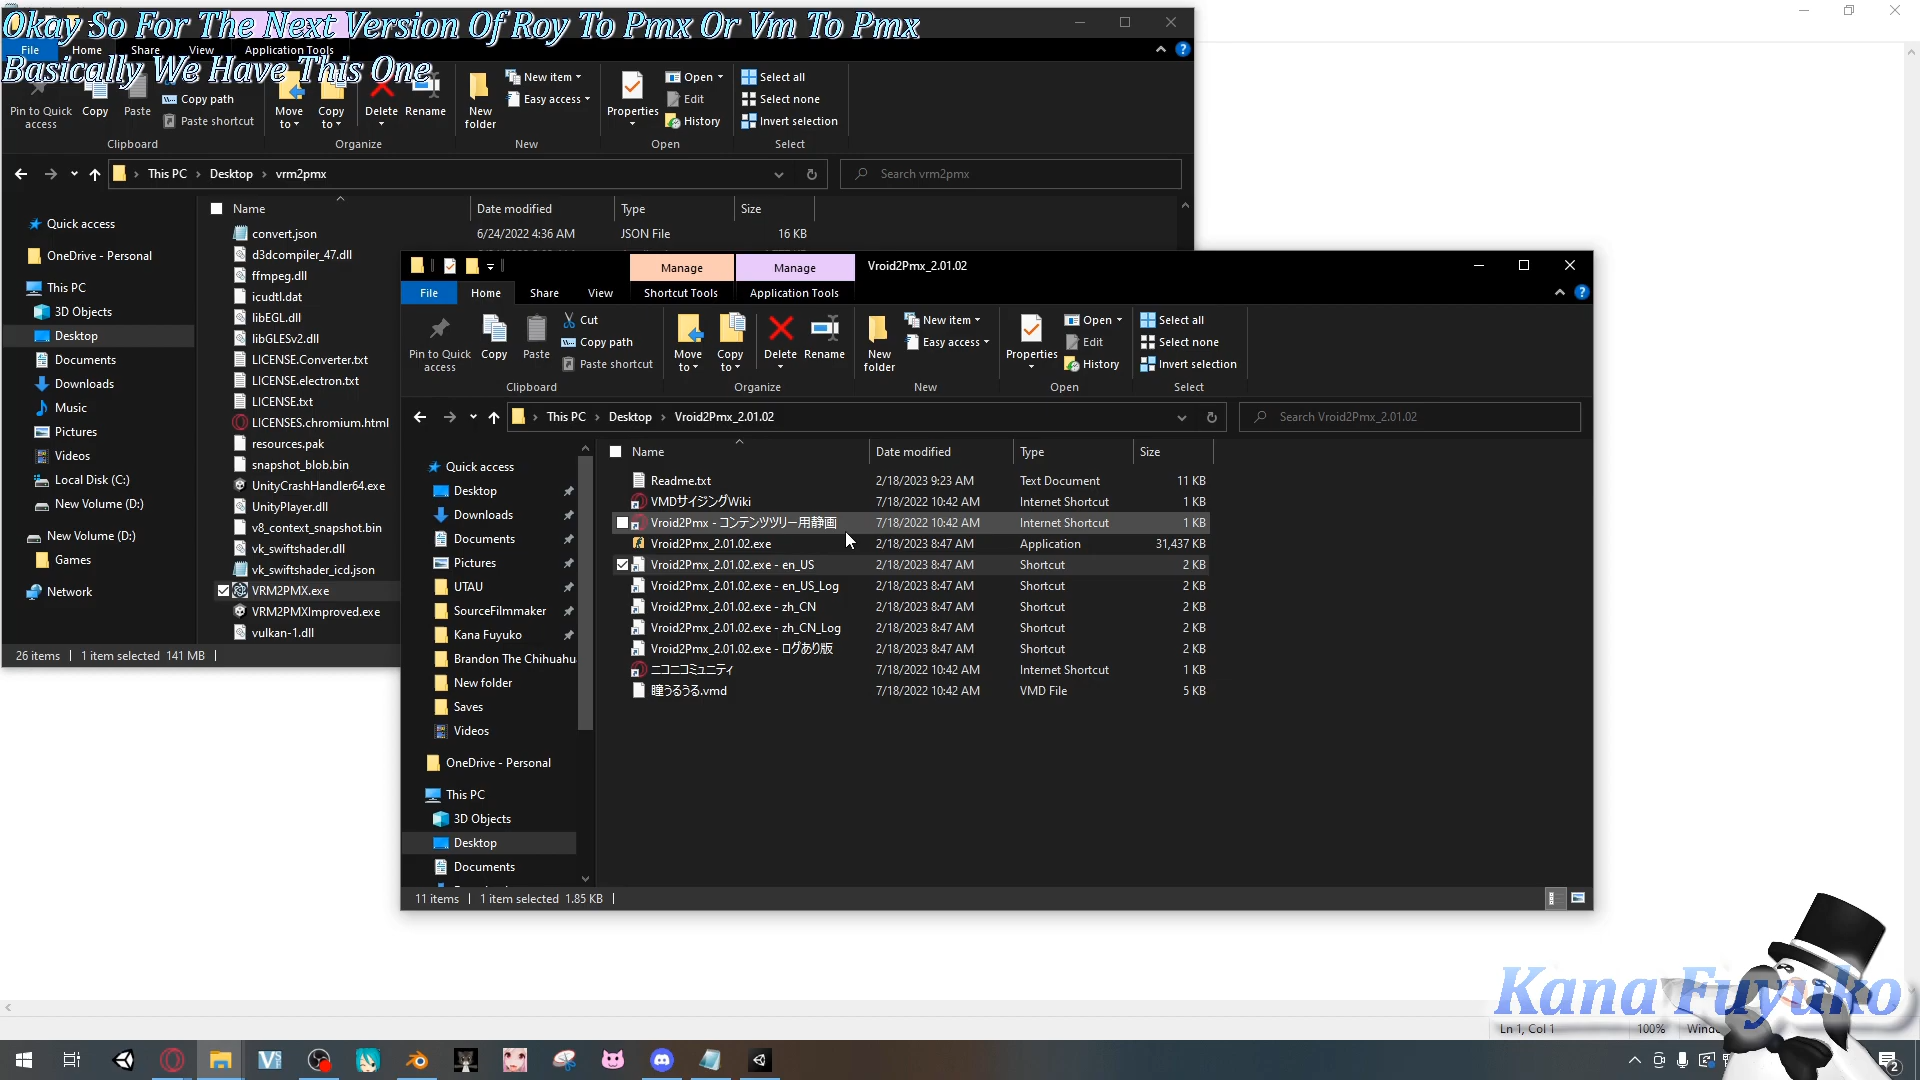 Okay So For The Next Version Of Roy To Pmx Or Vm To Pmx
Basically We Have This One
File Home Share View Application Tools
Pin to Quick access
Copy
Paste
Copy path
Paste shortcut
Move to
Copy to
Delete
Rename
New folder
New item
Easy access
Properties
Open
Edit
History
Select all
Select none
Invert selection
Clipboard Organize New Open Select
This PC > Desktop > vrm2pmx
Search vrm2pmx
Name Date modified Type Size
Quick access
OneDrive - Personal
This PC
3D Objects
Desktop
Documents
Downloads
Music
Pictures
Videos
Local Disk (C:)
New Volume (D:)
New Volume (D:)
Games
Network
convert.json 6/24/2022 4:36 AM JSON File 16 KB
d3dcompiler_47.dll
ffmpeg.dll
icudtl.dat
libEGL.dll
libGLESv2.dll
LICENSE.Converter.txt
LICENSE.electron.txt
LICENSE.txt
LICENSES.chromium.html
resources.pak
snapshot_blob.bin
UnityCrashHandler64.exe
UnityPlayer.dll
v8_context_snapshot.bin
vk_swiftshader.dll
vk_swiftshader_icd.json
VRM2PMX.exe
VRM2PMXImproved.exe
vulkan-1.dll
26 items 1 item selected 141 MB
Manage Manage Vroid2Pmx_2.01.02
File Home Share View Shortcut Tools Application Tools
Pin to Quick access
Copy
Paste
Cut
Copy path
Paste shortcut
Move to
Copy to
Delete
Rename
New folder
New item
Easy access
Properties
Open
Edit
History
Select all
Select none
Invert selection
Clipboard Organize New Open Select
This PC > Desktop > Vroid2Pmx_2.01.02
Search Vroid2Pmx_2.01.02
Name Date modified Type Size
Quick access
Desktop
Downloads
Documents
Pictures
UTAU
SourceFilmmaker
Kana Fuyuko
Brandon The Chihuahu
New folder
Saves
Videos
OneDrive - Personal
This PC
3D Objects
Desktop
Documents
Readme.txt 2/18/2023 9:23 AM Text Document 11 KB
VMDサイジングWiki 7/18/2022 10:42 AM Internet Shortcut 1 KB
Vroid2Pmx - コンテンツツリー用静画 7/18/2022 10:42 AM Internet Shortcut 1 KB
Vroid2Pmx_2.01.02.exe 2/18/2023 8:47 AM Application 31,437 KB
Vroid2Pmx_2.01.02.exe - en_US 2/18/2023 8:47 AM Shortcut 2 KB
Vroid2Pmx_2.01.02.exe - en_US_Log 2/18/2023 8:47 AM Shortcut 2 KB
Vroid2Pmx_2.01.02.exe - zh_CN 2/18/2023 8:47 AM Shortcut 2 KB
Vroid2Pmx_2.01.02.exe - zh_CN_Log 2/18/2023 8:47 AM Shortcut 2 KB
Vroid2Pmx_2.01.02.exe - ログあり版 2/18/2023 8:47 AM Shortcut 2 KB
ニコニコミュニティ 7/18/2022 10:42 AM Internet Shortcut 1 KB
瞳うるうる.vmd 7/18/2022 10:42 AM VMD File 5 KB
11 items 1 item selected 1.85 KB
Kana Fuyuko
Ln 1, Col 1 100%
2